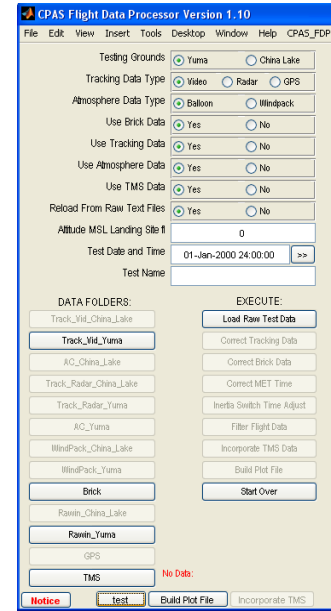 CPAS Flight Data Processor Version 1.10
File Edit View Insert Tools Desktop Window Help CPAS_FDP
Testing Grounds Yuma China Lake
Tracking Data Type Video Radar GPS
Atmosphere Data Type Balloon Windpack
Use Brick Data Yes No
Use Tracking Data Yes No
Use Atmosphere Data Yes No
Use TMS Data Yes No
Reload From Raw Text Files Yes No
Altitude MSL Landing Site ft 0
Test Date and Time 01-Jan-2000 24:00:00 >>
Test Name
DATA FOLDERS: EXECUTE:
Track_Vid_China_Lake Load Raw Test Data
Track_Vid_Yuma Correct Tracking Data
AC_China_Lake Correct Brick Data
Track_Radar_China_Lake Correct MET Time
Track_Radar_Yuma Inertia Switch Time Adjust
AC_Yuma Filter Flight Data
WindPack_China_Lake Incorporate TMS Data
WindPack_Yuma Build Plot File
Brick Start Over
Rawin_China_Lake
Rawin_Yuma
GPS
TMS No Data:
Notice test Build Plot File Incorporate TMS